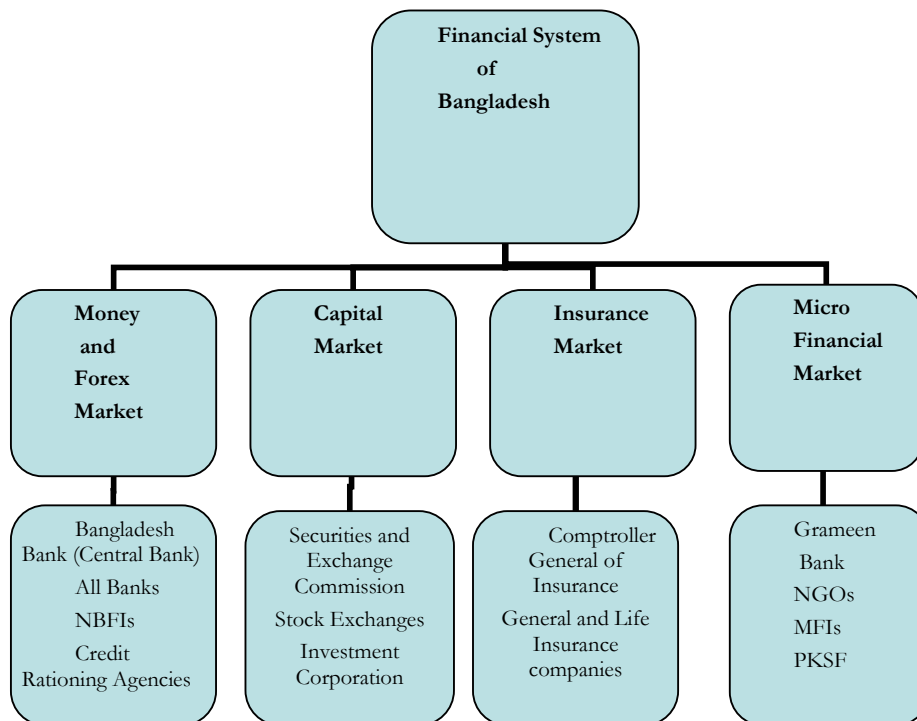 Financial System
of
Bangladesh
Money
and
Forex
Market
Capital
Market
Insurance
Market
Micro
Financial
Market
Bangladesh
Bank (Central Bank)
All Banks
NBFIs
Credit
Rationing Agencies
Securities and
Exchange
Commission
Stock Exchanges
Investment
Corporation
Comptroller
General of
Insurance
General and Life
Insurance
companies
Grameen
Bank
NGOs
MFIs
PKSF